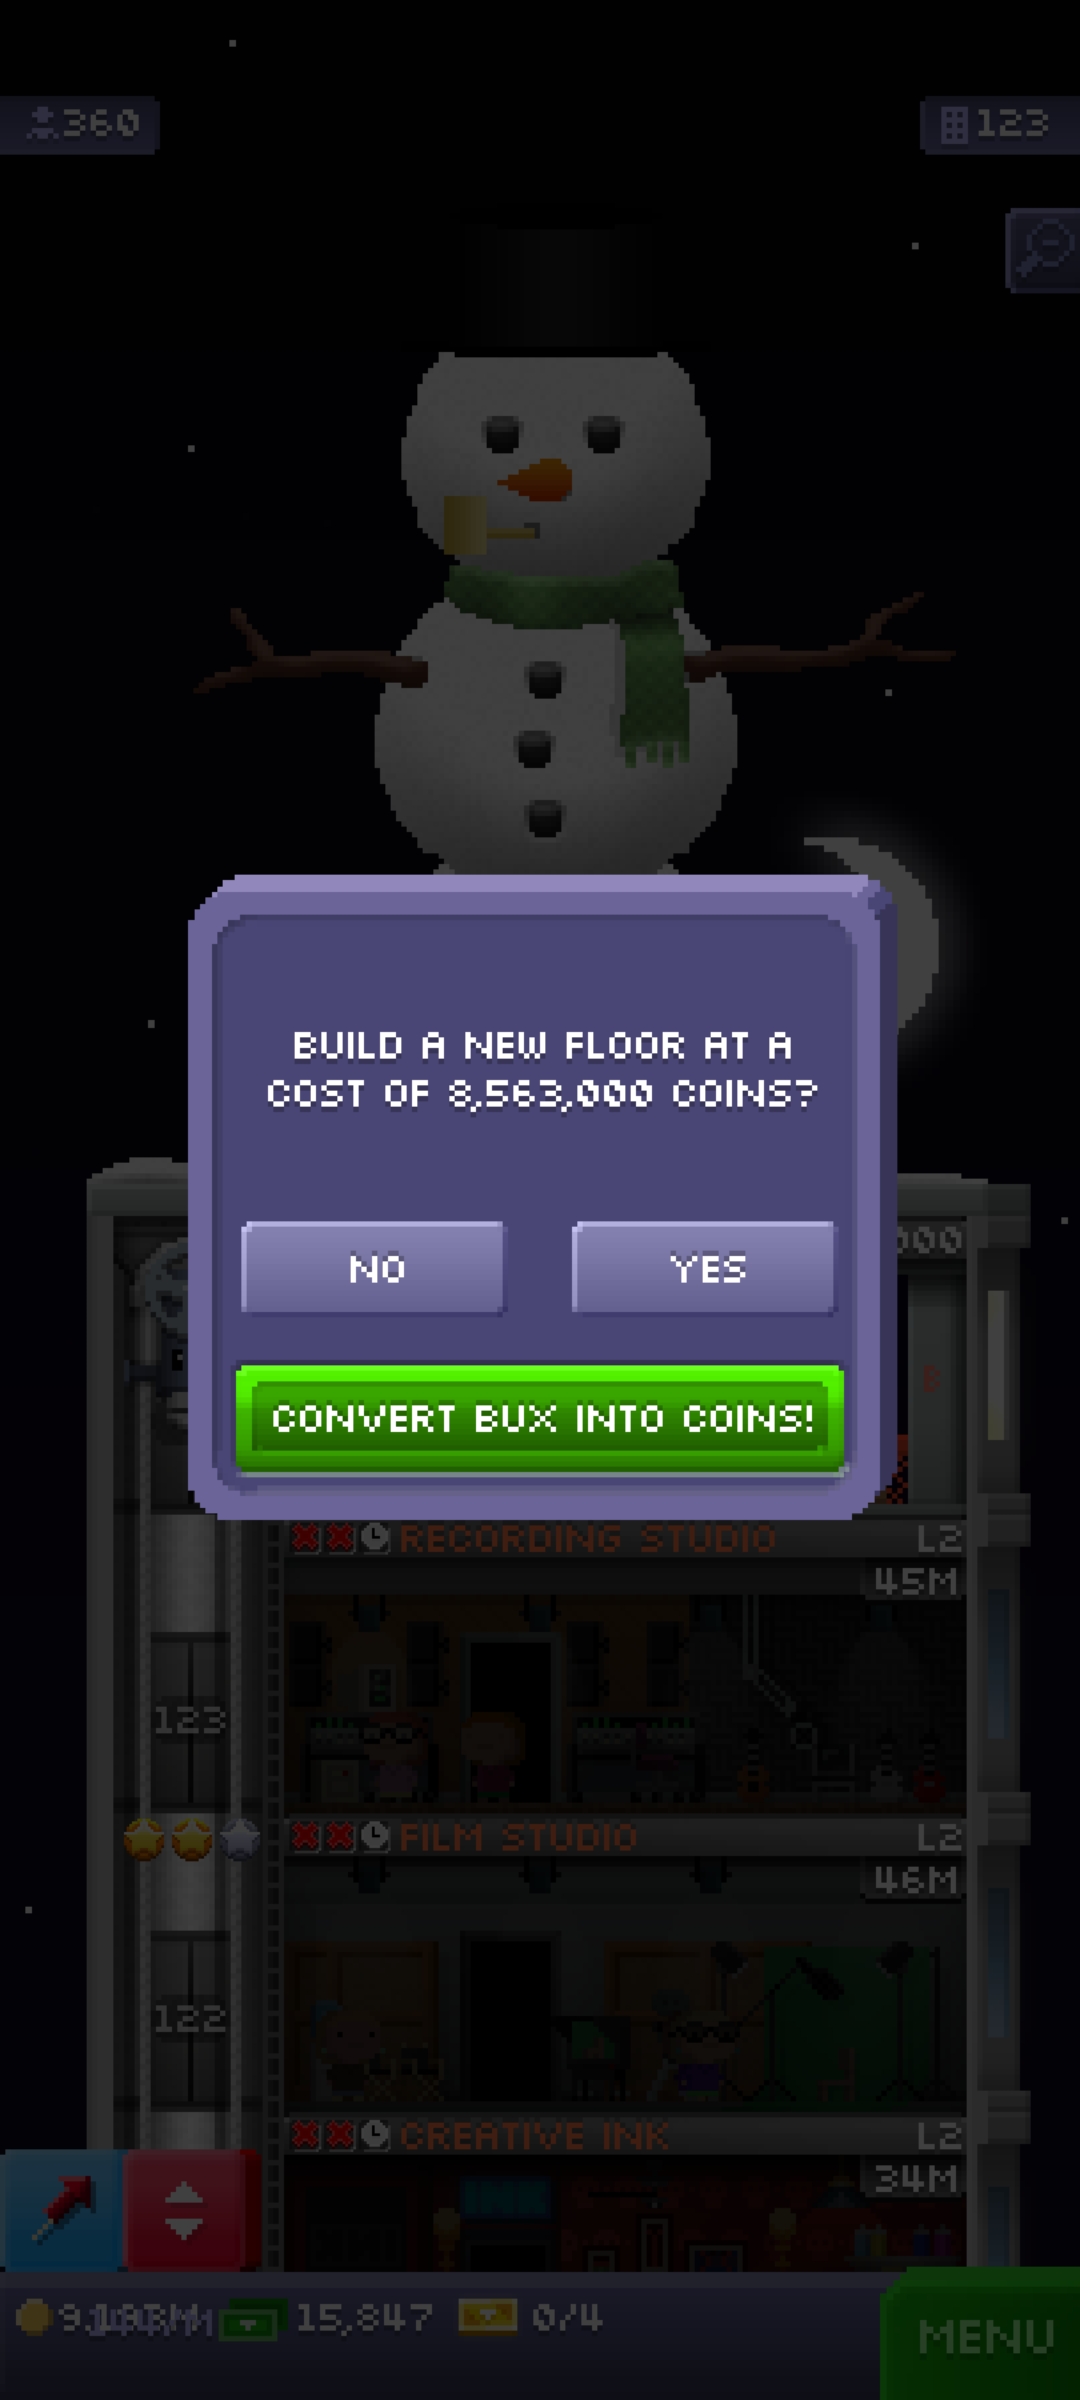 360
123
BUILD A NEW FLOOR AT A
COST OF 8,563,000 COINS?
NO
YES
CONVERT BUX INTO COINS!
RECORDING STUDIO L2
45M
123
FILM STUDIO L2
46M
122
CREATIVE INK L2
34M
15,847 0/4
MENU